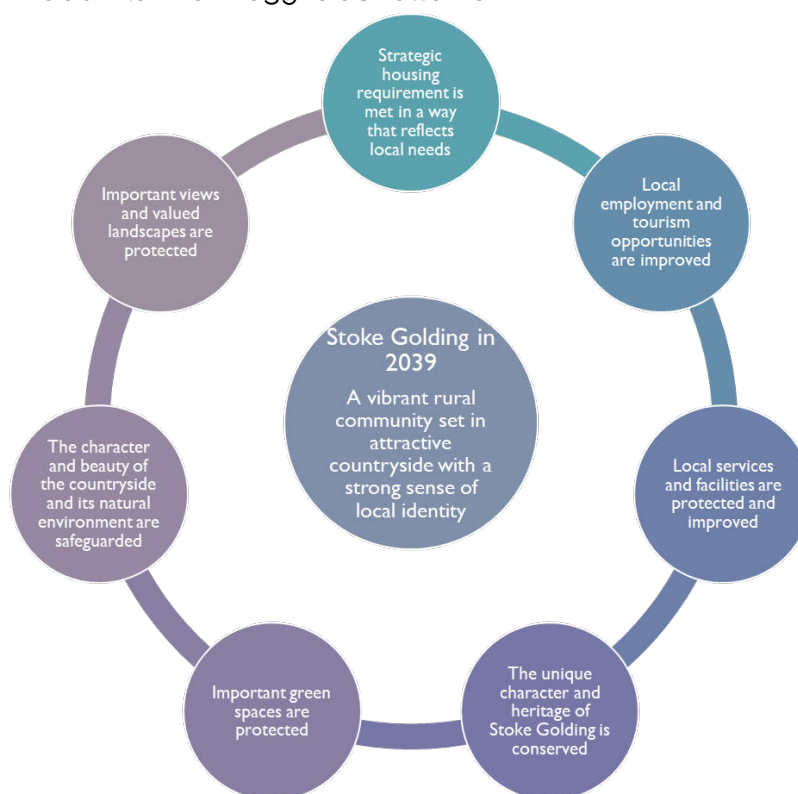 Strategic
housing
requirement is
met in a way
that reflects
local needs
Local
employment and
tourism
opportunities
are improved
Local services
and facilities are
protected and
improved
The unique
character and
heritage of
Stoke Golding is
conserved
Important green
spaces are
protected
The character
and beauty of
the countryside
and its natural
environment are
safeguarded
Important views
and valued
landscapes are
protected
Stoke Golding in
2039
A vibrant rural
community set in
attractive
countryside with a
strong sense of
local identity